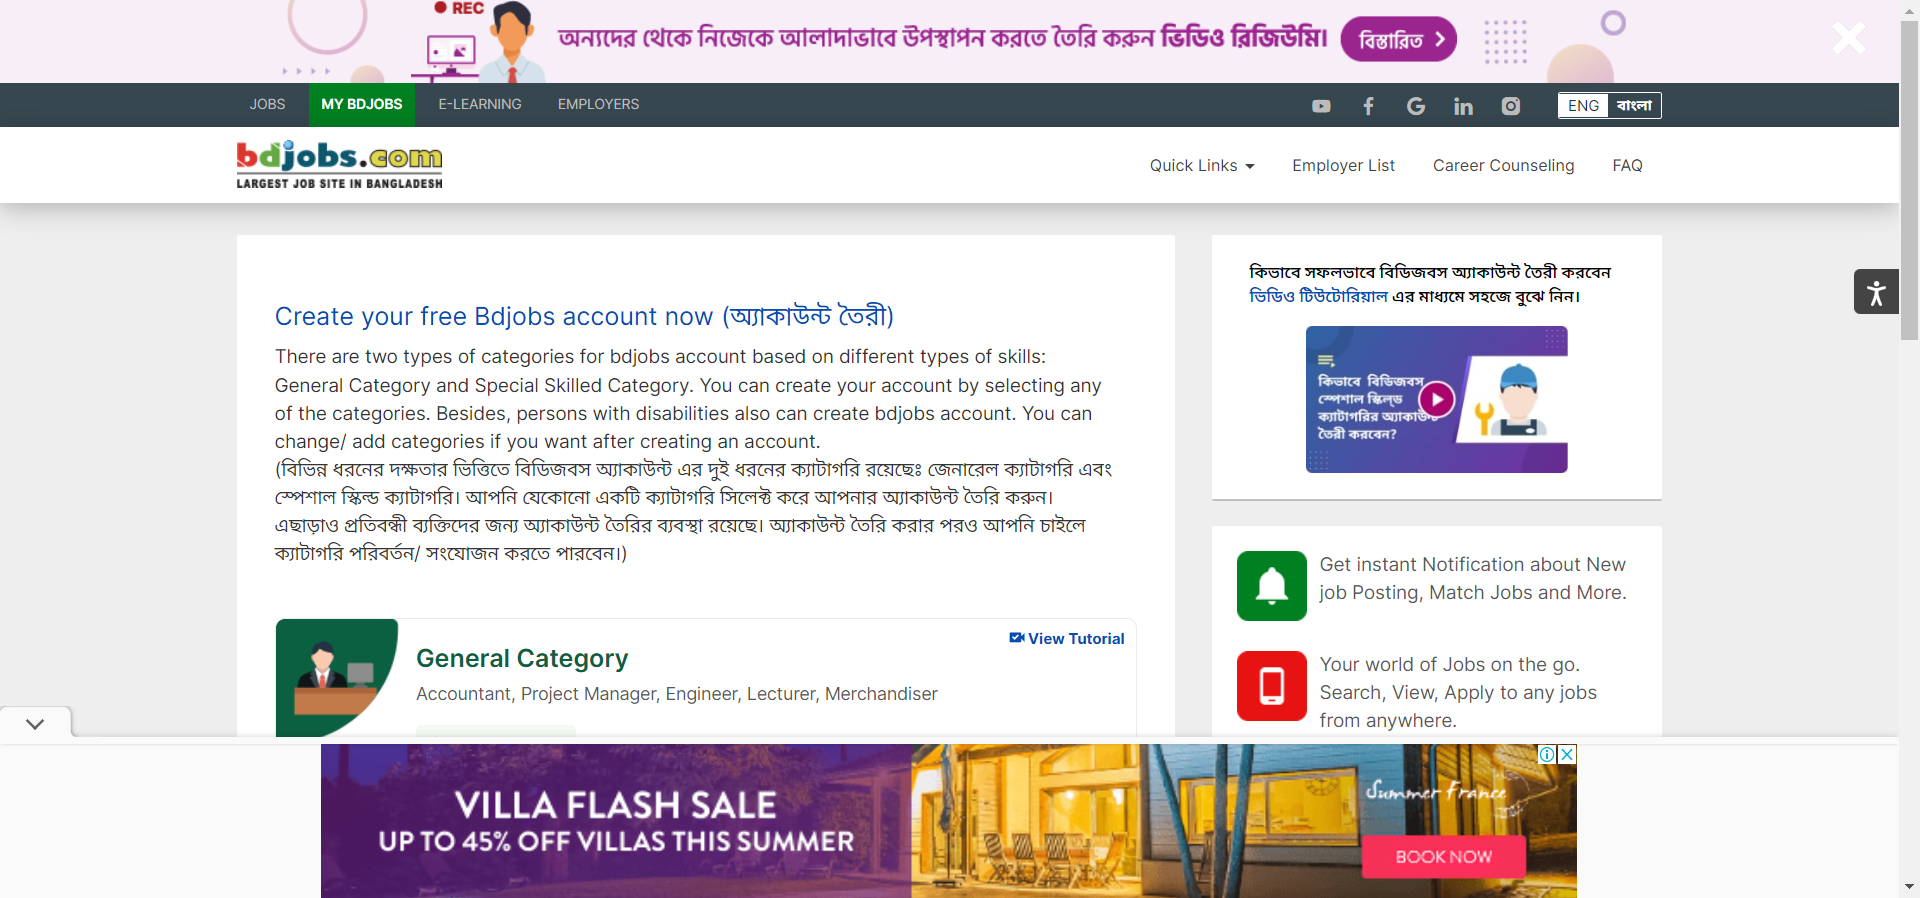 REC
অন্যদের থেকে নিজেকে আলাদাভাবে উপস্থাপন করতে তৈরি করুন ভিডিও রিজিউমি।
বিস্তারিত
JOBS
MY BDJOBS
E-LEARNING
EMPLOYERS
ENG
বাংলা
bdjobs.com
LARGEST JOB SITE IN BANGLADESH
Quick Links
Employer List
Career Counseling
FAQ
Create your free Bdjobs account now (অ্যাকাউন্ট তৈরী)
There are two types of categories for bdjobs account based on different types of skills:
General Category and Special Skilled Category. You can create your account by selecting any
of the categories. Besides, persons with disabilities also can create bdjobs account. You can
change/ add categories if you want after creating an account.
(বিভিন্ন ধরনের দক্ষতার ভিত্তিতে বিডিজবস অ্যাকাউন্ট এর দুই ধরনের ক্যাটাগরি রয়েছেঃ জেনারেল ক্যাটাগরি এবং
স্পেশাল স্কিল্ড ক্যাটাগরি। আপনি যেকোনো একটি ক্যাটাগরি সিলেক্ট করে আপনার অ্যাকাউন্ট তৈরি করুন।
এছাড়াও প্রতিবন্ধী ব্যক্তিদের জন্য অ্যাকাউন্ট তৈরির ব্যবস্থা রয়েছে। অ্যাকাউন্ট তৈরি করার পরও আপনি চাইলে
ক্যাটাগরি পরিবর্তন/ সংযোজন করতে পারবেন।)
View Tutorial
General Category
Accountant, Project Manager, Engineer, Lecturer, Merchandiser
কিভাবে সফলভাবে বিডিজবস অ্যাকাউন্ট তৈরী করবেন
ভিডিও টিউটোরিয়াল এর মাধ্যমে সহজে বুঝে নিন।
কিভাবে বিডিজবস
স্পেশাল স্কিল্ড
ক্যাটাগরির অ্যাকাউন্ট
তৈরী করবেন?
Get instant Notification about New
job Posting, Match Jobs and More.
Your world of Jobs on the go.
Search, View, Apply to any jobs
from anywhere.
VILLA FLASH SALE
UP TO 45% OFF VILLAS THIS SUMMER
Summer France
BOOK NOW